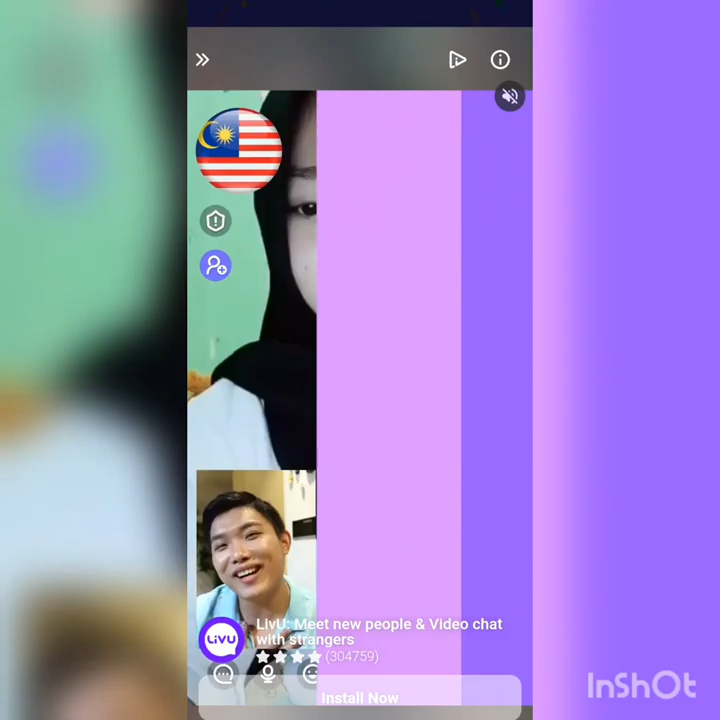 LivU: Meet new people & Video chat
with strangers
(304759)
LivU
Install Now
InShOt